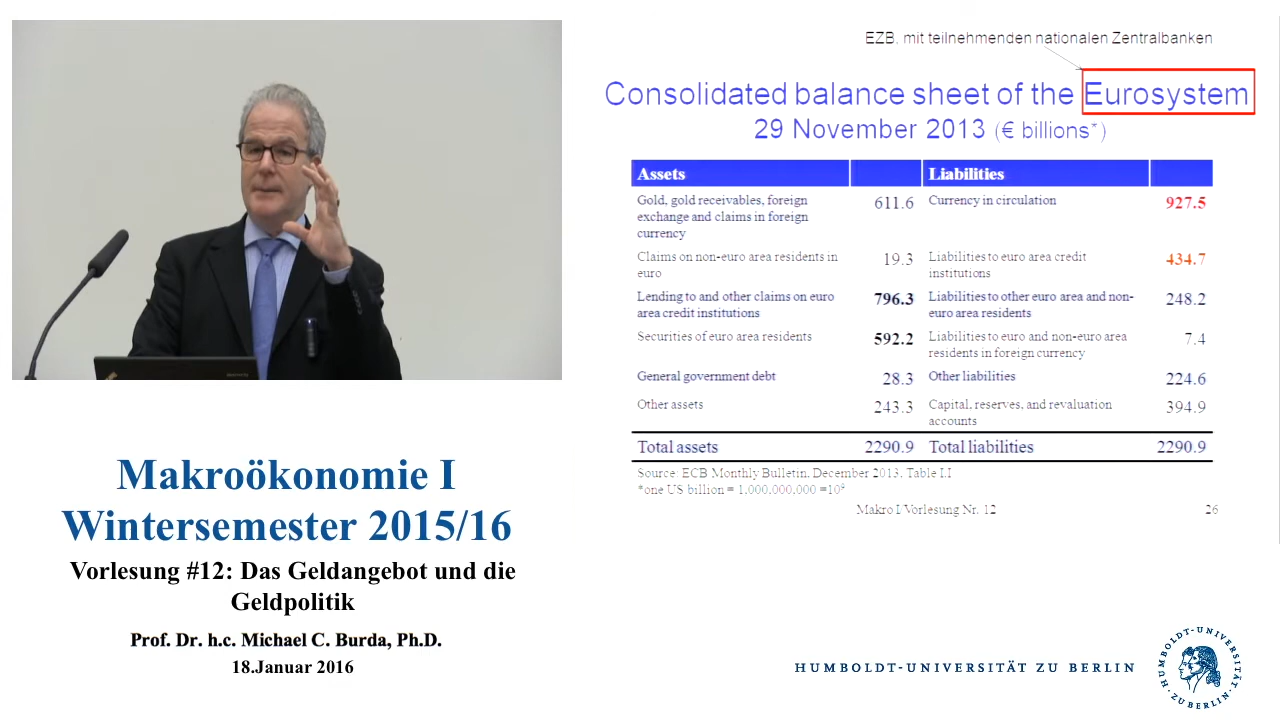 EZB, mit teilnehmenden nationalen Zentralbanken
Consolidated balance sheet of the Eurosystem
29 November 2013 (€ billions*)
Assets Liabilities
Gold, gold receivables, foreign exchange and claims in foreign currency 611.6 Currency in circulation 927.5
Claims on non-euro area residents in euro 19.3 Liabilities to euro area credit institutions 434.7
Lending to and other claims on euro area credit institutions 796.3 Liabilities to other euro area and non-euro area residents 248.2
Securities of euro area residents 592.2 Liabilities to euro and non-euro area residents in foreign currency 7.4
General government debt 28.3 Other liabilities 224.6
Other assets 243.3 Capital, reserves, and revaluation accounts 394.9
Total assets 2290.9 Total liabilities 2290.9
Source: ECB Monthly Bulletin, December 2013, Table I.I
*one US billion = 1,000,000,000 =10⁹
Makro I/Vorlesung Nr. 12 26
Makroökonomie I
Wintersemester 2015/16
Vorlesung #12: Das Geldangebot und die
Geldpolitik
Prof. Dr. h.c. Michael C. Burda, Ph.D.
18.Januar 2016
HUMBOLDT-UNIVERSITÄT ZU BERLIN
HUMBOLDT-UNIVERSITÄT
ZU BERLIN